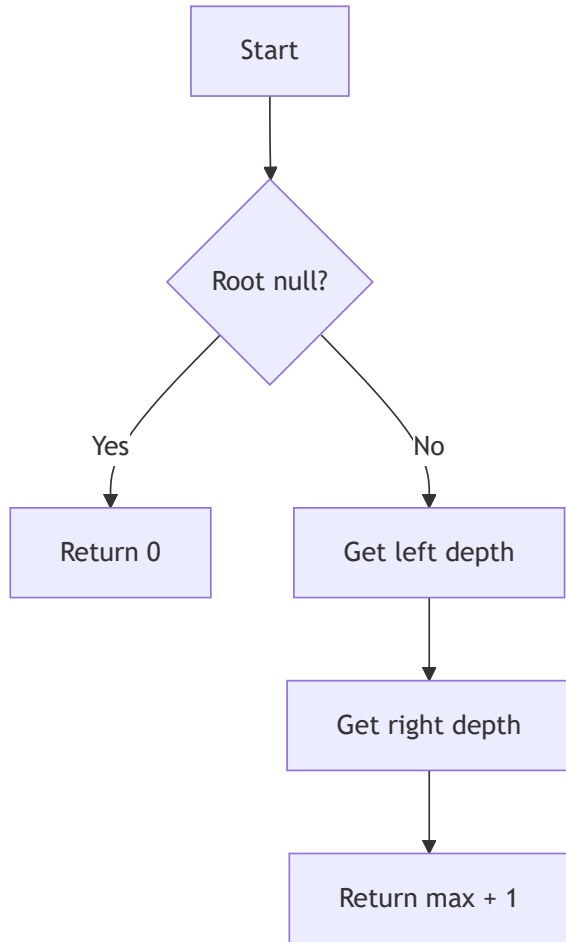 Start
Root null?
Yes
No
Return 0
Get left depth
Get right depth
Return max + 1